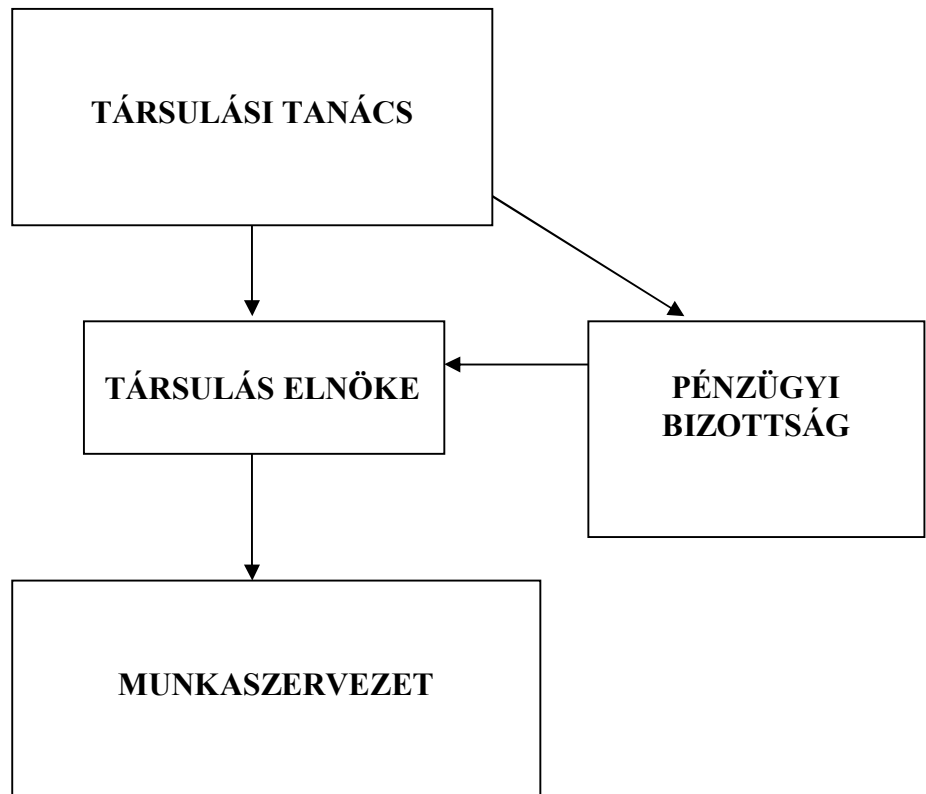 TÁRSULÁSI TANÁCS
TÁRSULÁS ELNÖKE
PÉNZÜGYI
BIZOTTSÁG
MUNKASZERVEZET